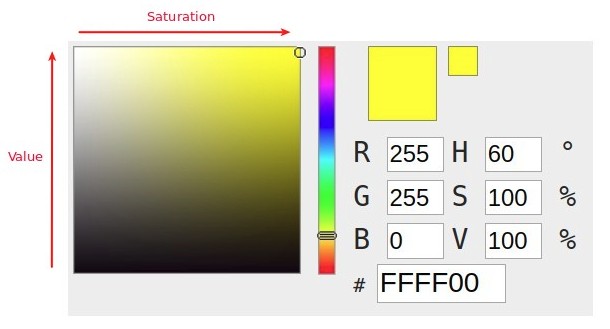 Saturation
Value
R 255 H 60 °
G 255 S 100 %
B 0 V 100 %
# FFFF00